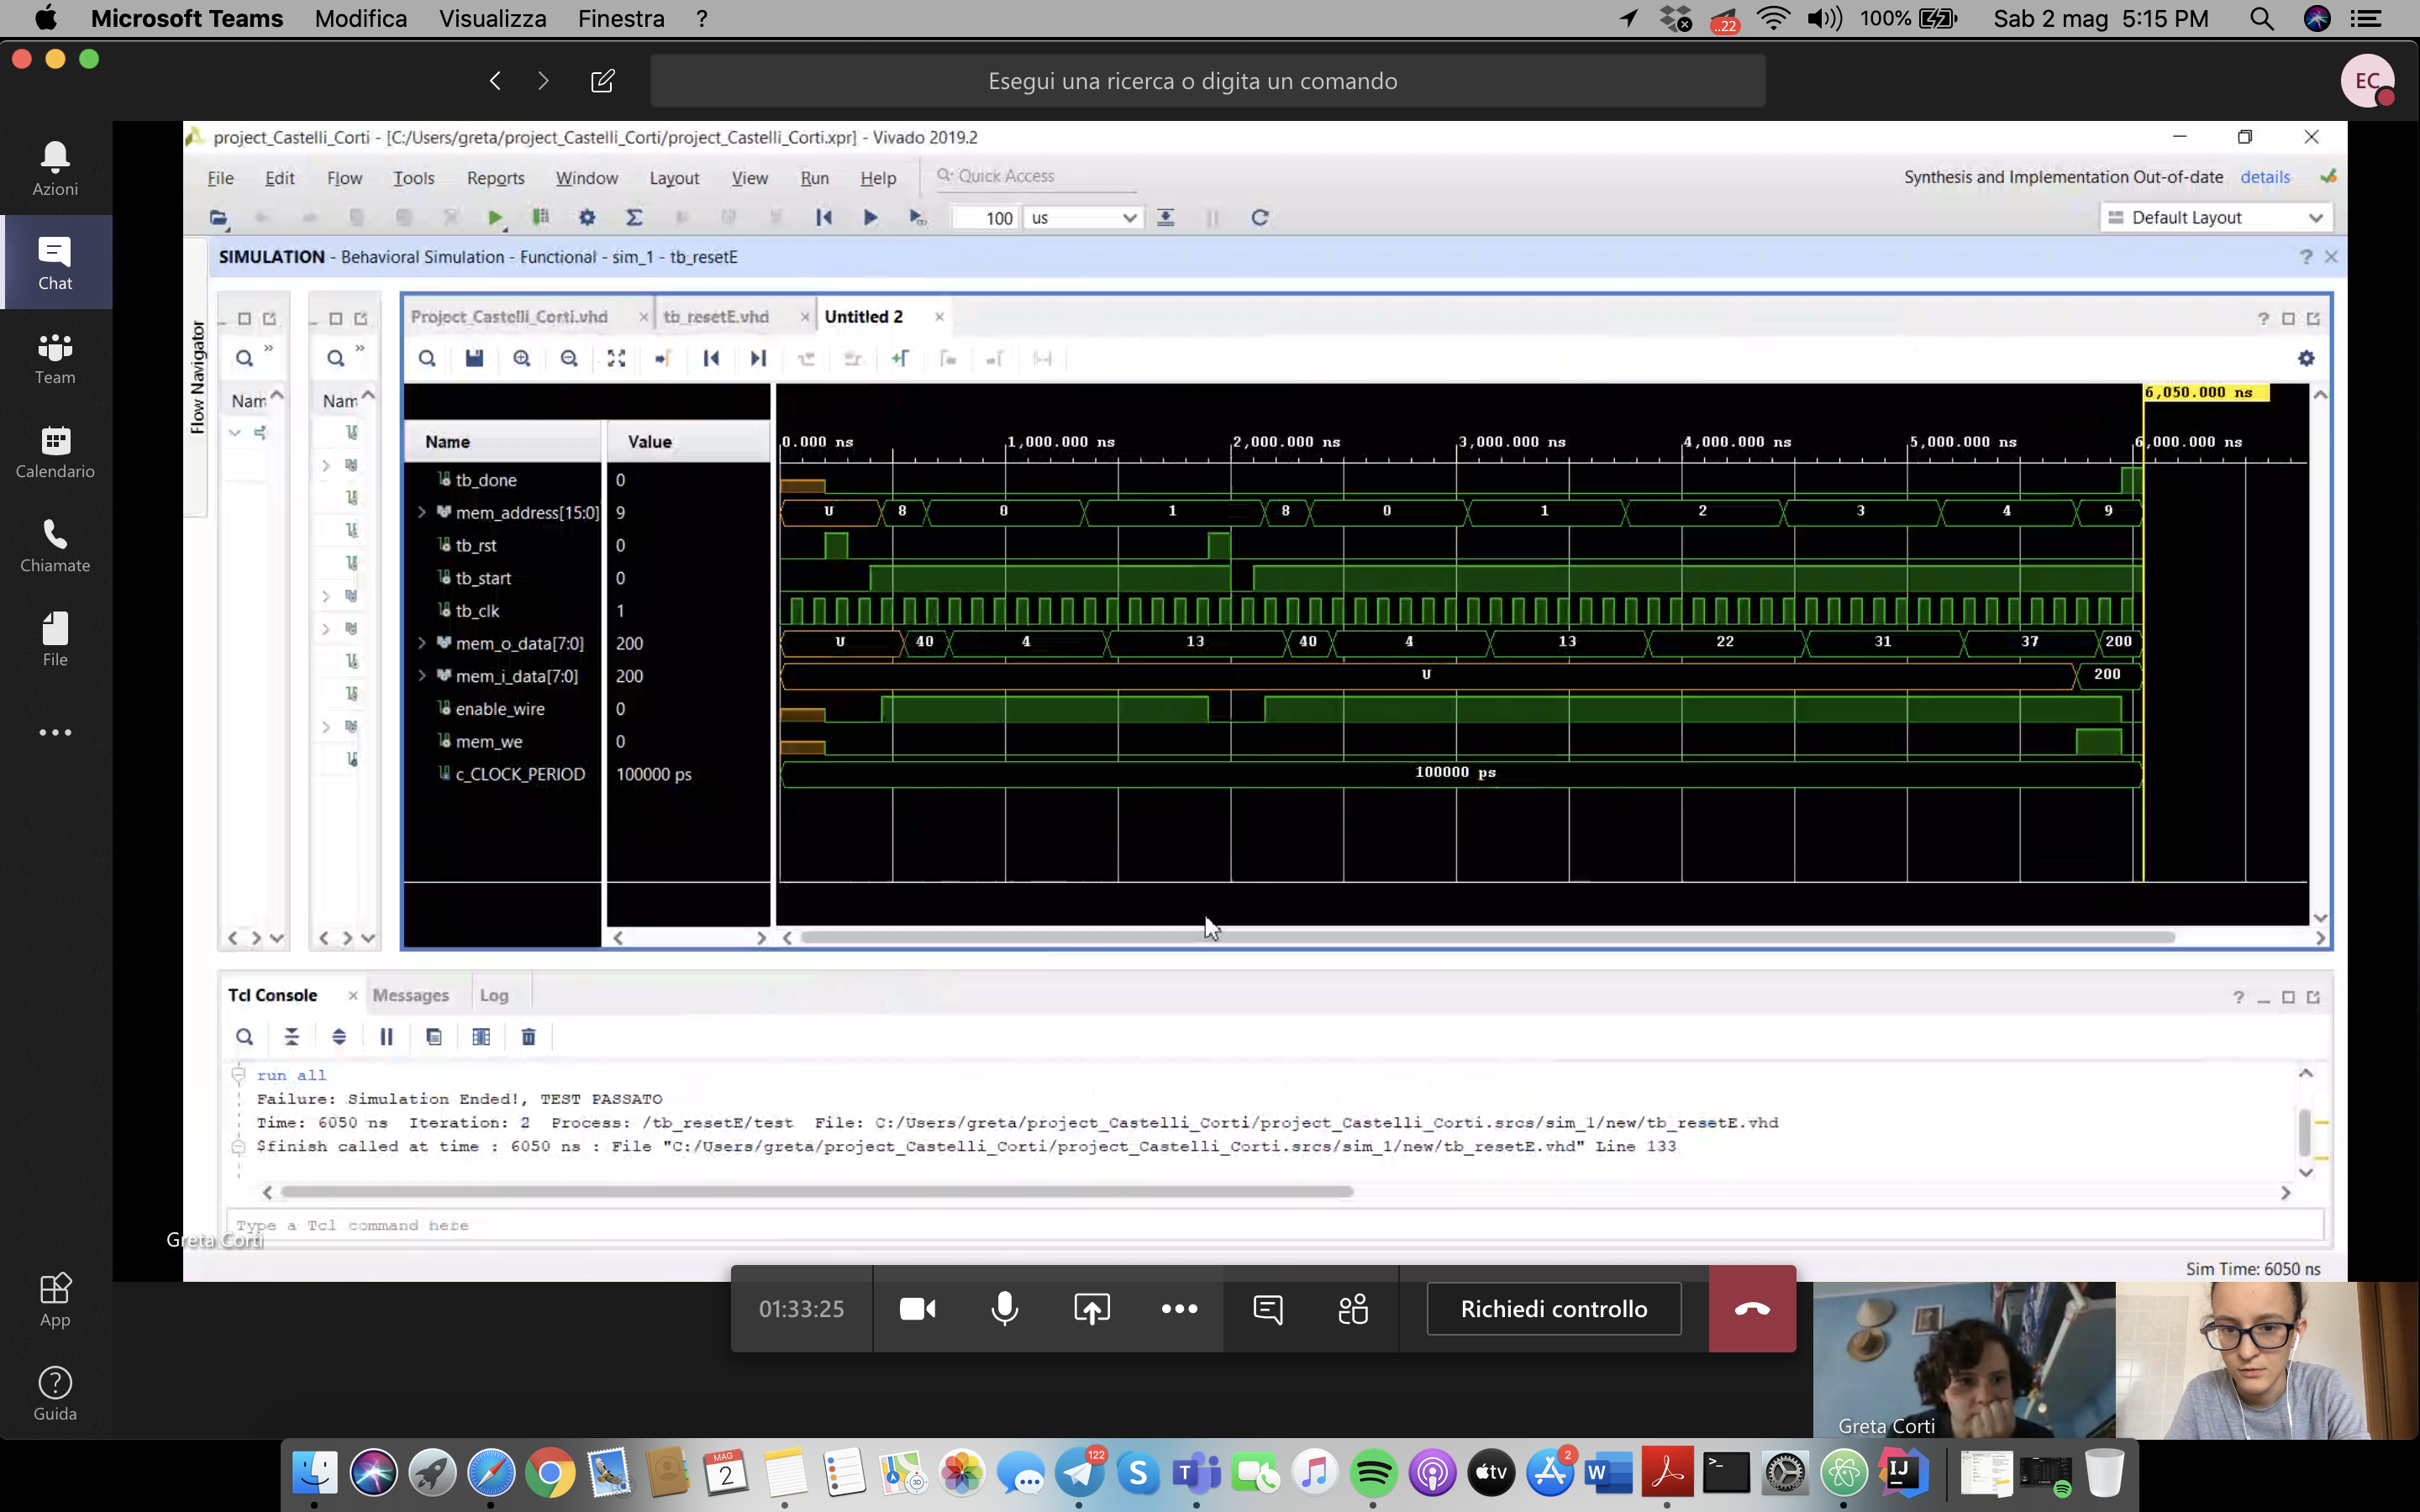 Microsoft Teams Modifica Visualizza Finestra ?
..22 100% Sab 2 mag 5:15 PM
Esegui una ricerca o digita un comando
EC
Azioni
Chat
Team
Calendario
Chiamate
File
App
Guida
project_Castelli_Corti - [C:/Users/greta/project_Castelli_Corti/project_Castelli_Corti.xpr] - Vivado 2019.2
File Edit Flow Tools Reports Window Layout View Run Help Quick Access
Synthesis and Implementation Out-of-date details
100 us
Default Layout
SIMULATION - Behavioral Simulation - Functional - sim_1 - tb_resetE
Flow Navigator
Nam
Nam
Project_Castelli_Corti.vhd × tb_resetE.vhd × Untitled 2 ×
6,050.000 ns
Name Value
0.000 ns 1,000.000 ns 2,000.000 ns 3,000.000 ns 4,000.000 ns 5,000.000 ns 6,000.000 ns
tb_done 0
mem_address[15:0] 9 U 8 0 1 8 0 1 2 3 4 9
tb_rst 0
tb_start 0
tb_clk 1
mem_o_data[7:0] 200 U 40 4 13 40 4 13 22 31 37 200
mem_i_data[7:0] 200 U 200
enable_wire 0
mem_we 0
c_CLOCK_PERIOD 100000 ps 100000 ps
Tcl Console × Messages Log
run all
Failure: Simulation Ended!, TEST PASSATO
Time: 6050 ns Iteration: 2 Process: /tb_resetE/test File: C:/Users/greta/project_Castelli_Corti/project_Castelli_Corti.srcs/sim_1/new/tb_resetE.vhd
$finish called at time : 6050 ns : File "C:/Users/greta/project_Castelli_Corti/project_Castelli_Corti.srcs/sim_1/new/tb_resetE.vhd" Line 133
Type a Tcl command here
Greta Corti
Sim Time: 6050 ns
01:33:25
Richiedi controllo
Greta Corti
MAG
2
122
S
T
tv
2
W
IJ